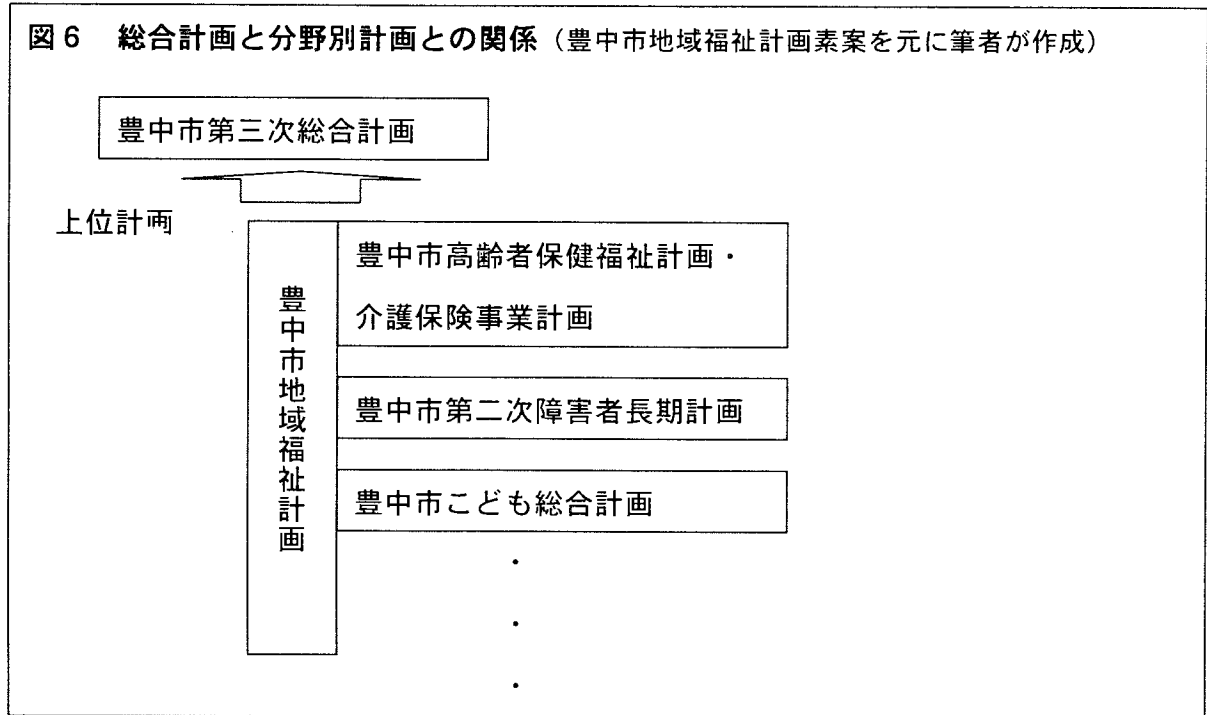 図6 総合計画と分野別計画との関係（豊中市地域福祉計画素案を元に筆者が作成）
豊中市第三次総合計画
上位計画
豊中市地域福祉計画
豊中市高齢者保健福祉計画・
介護保険事業計画
豊中市第二次障害者長期計画
豊中市こども総合計画
・
・
・